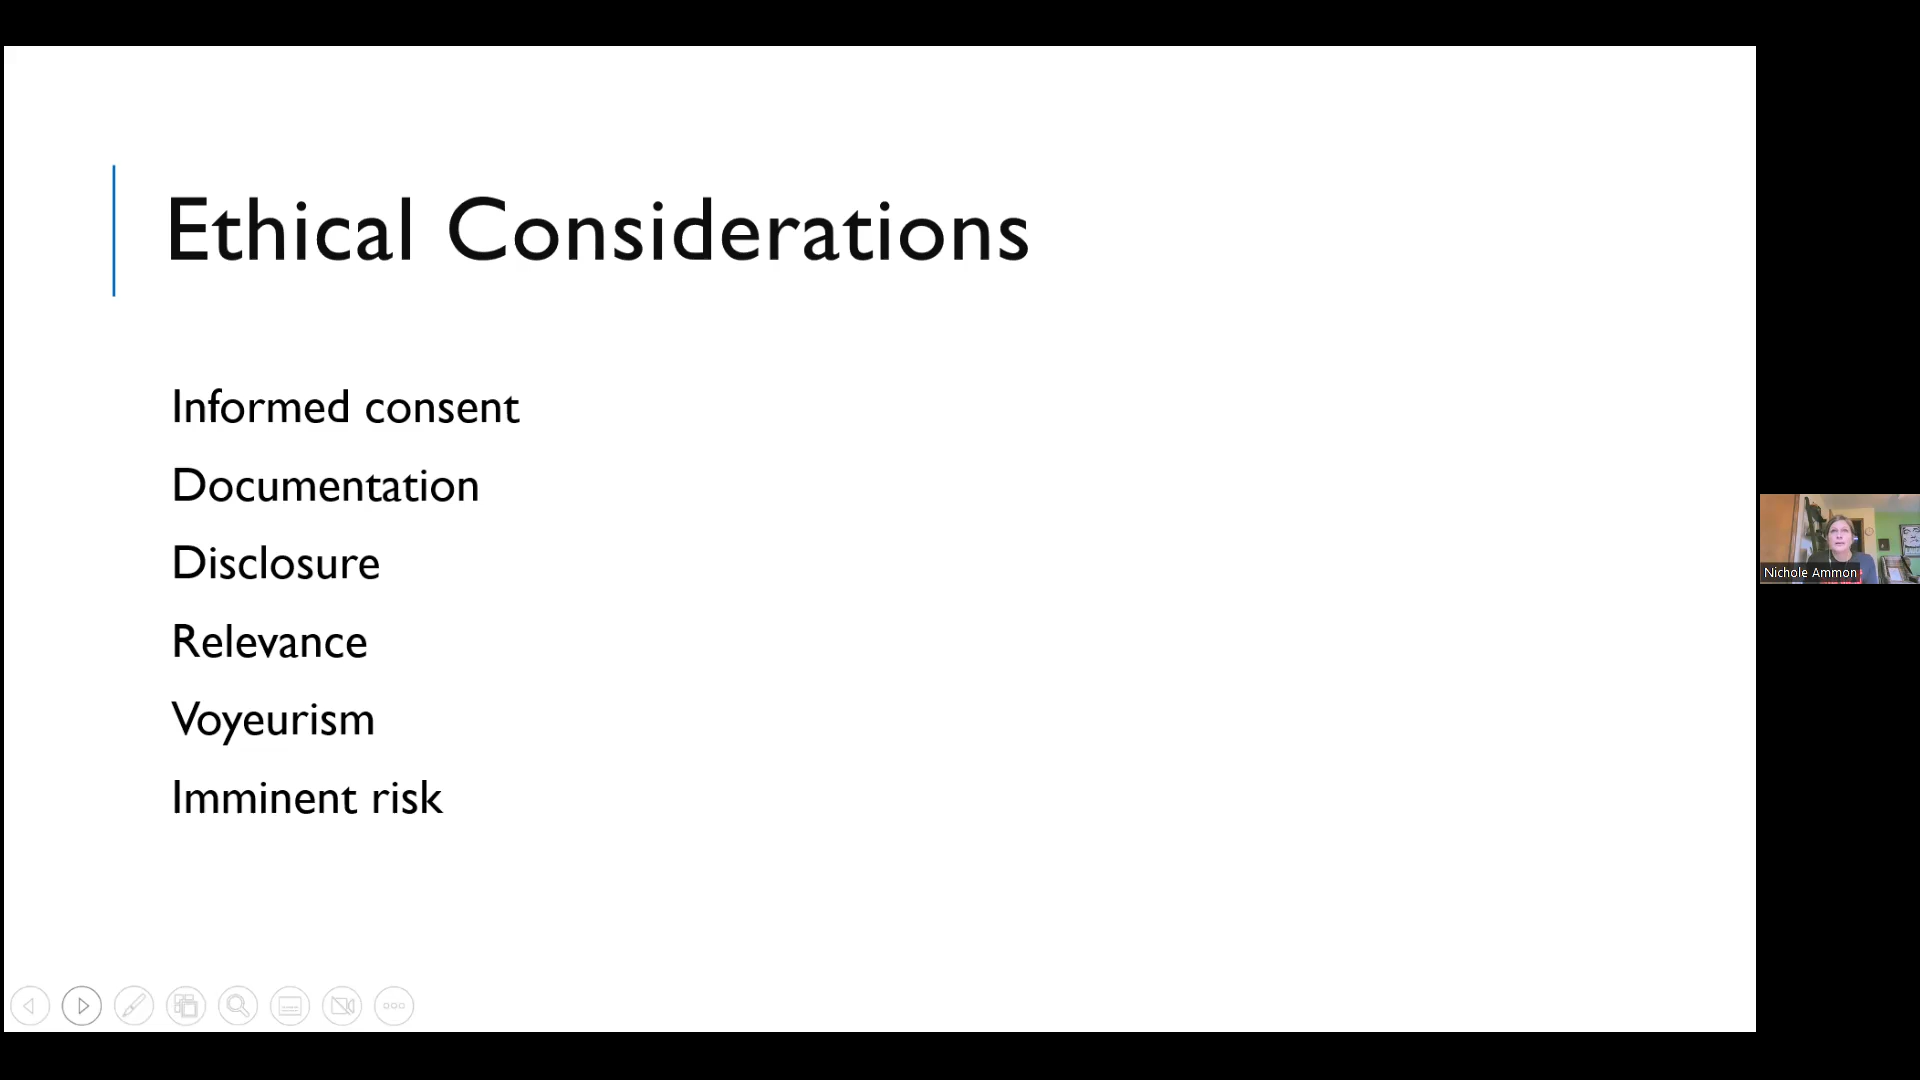 Ethical Considerations
Informed consent
Documentation
Disclosure
Relevance
Voyeurism
Imminent risk
Nichole Ammon